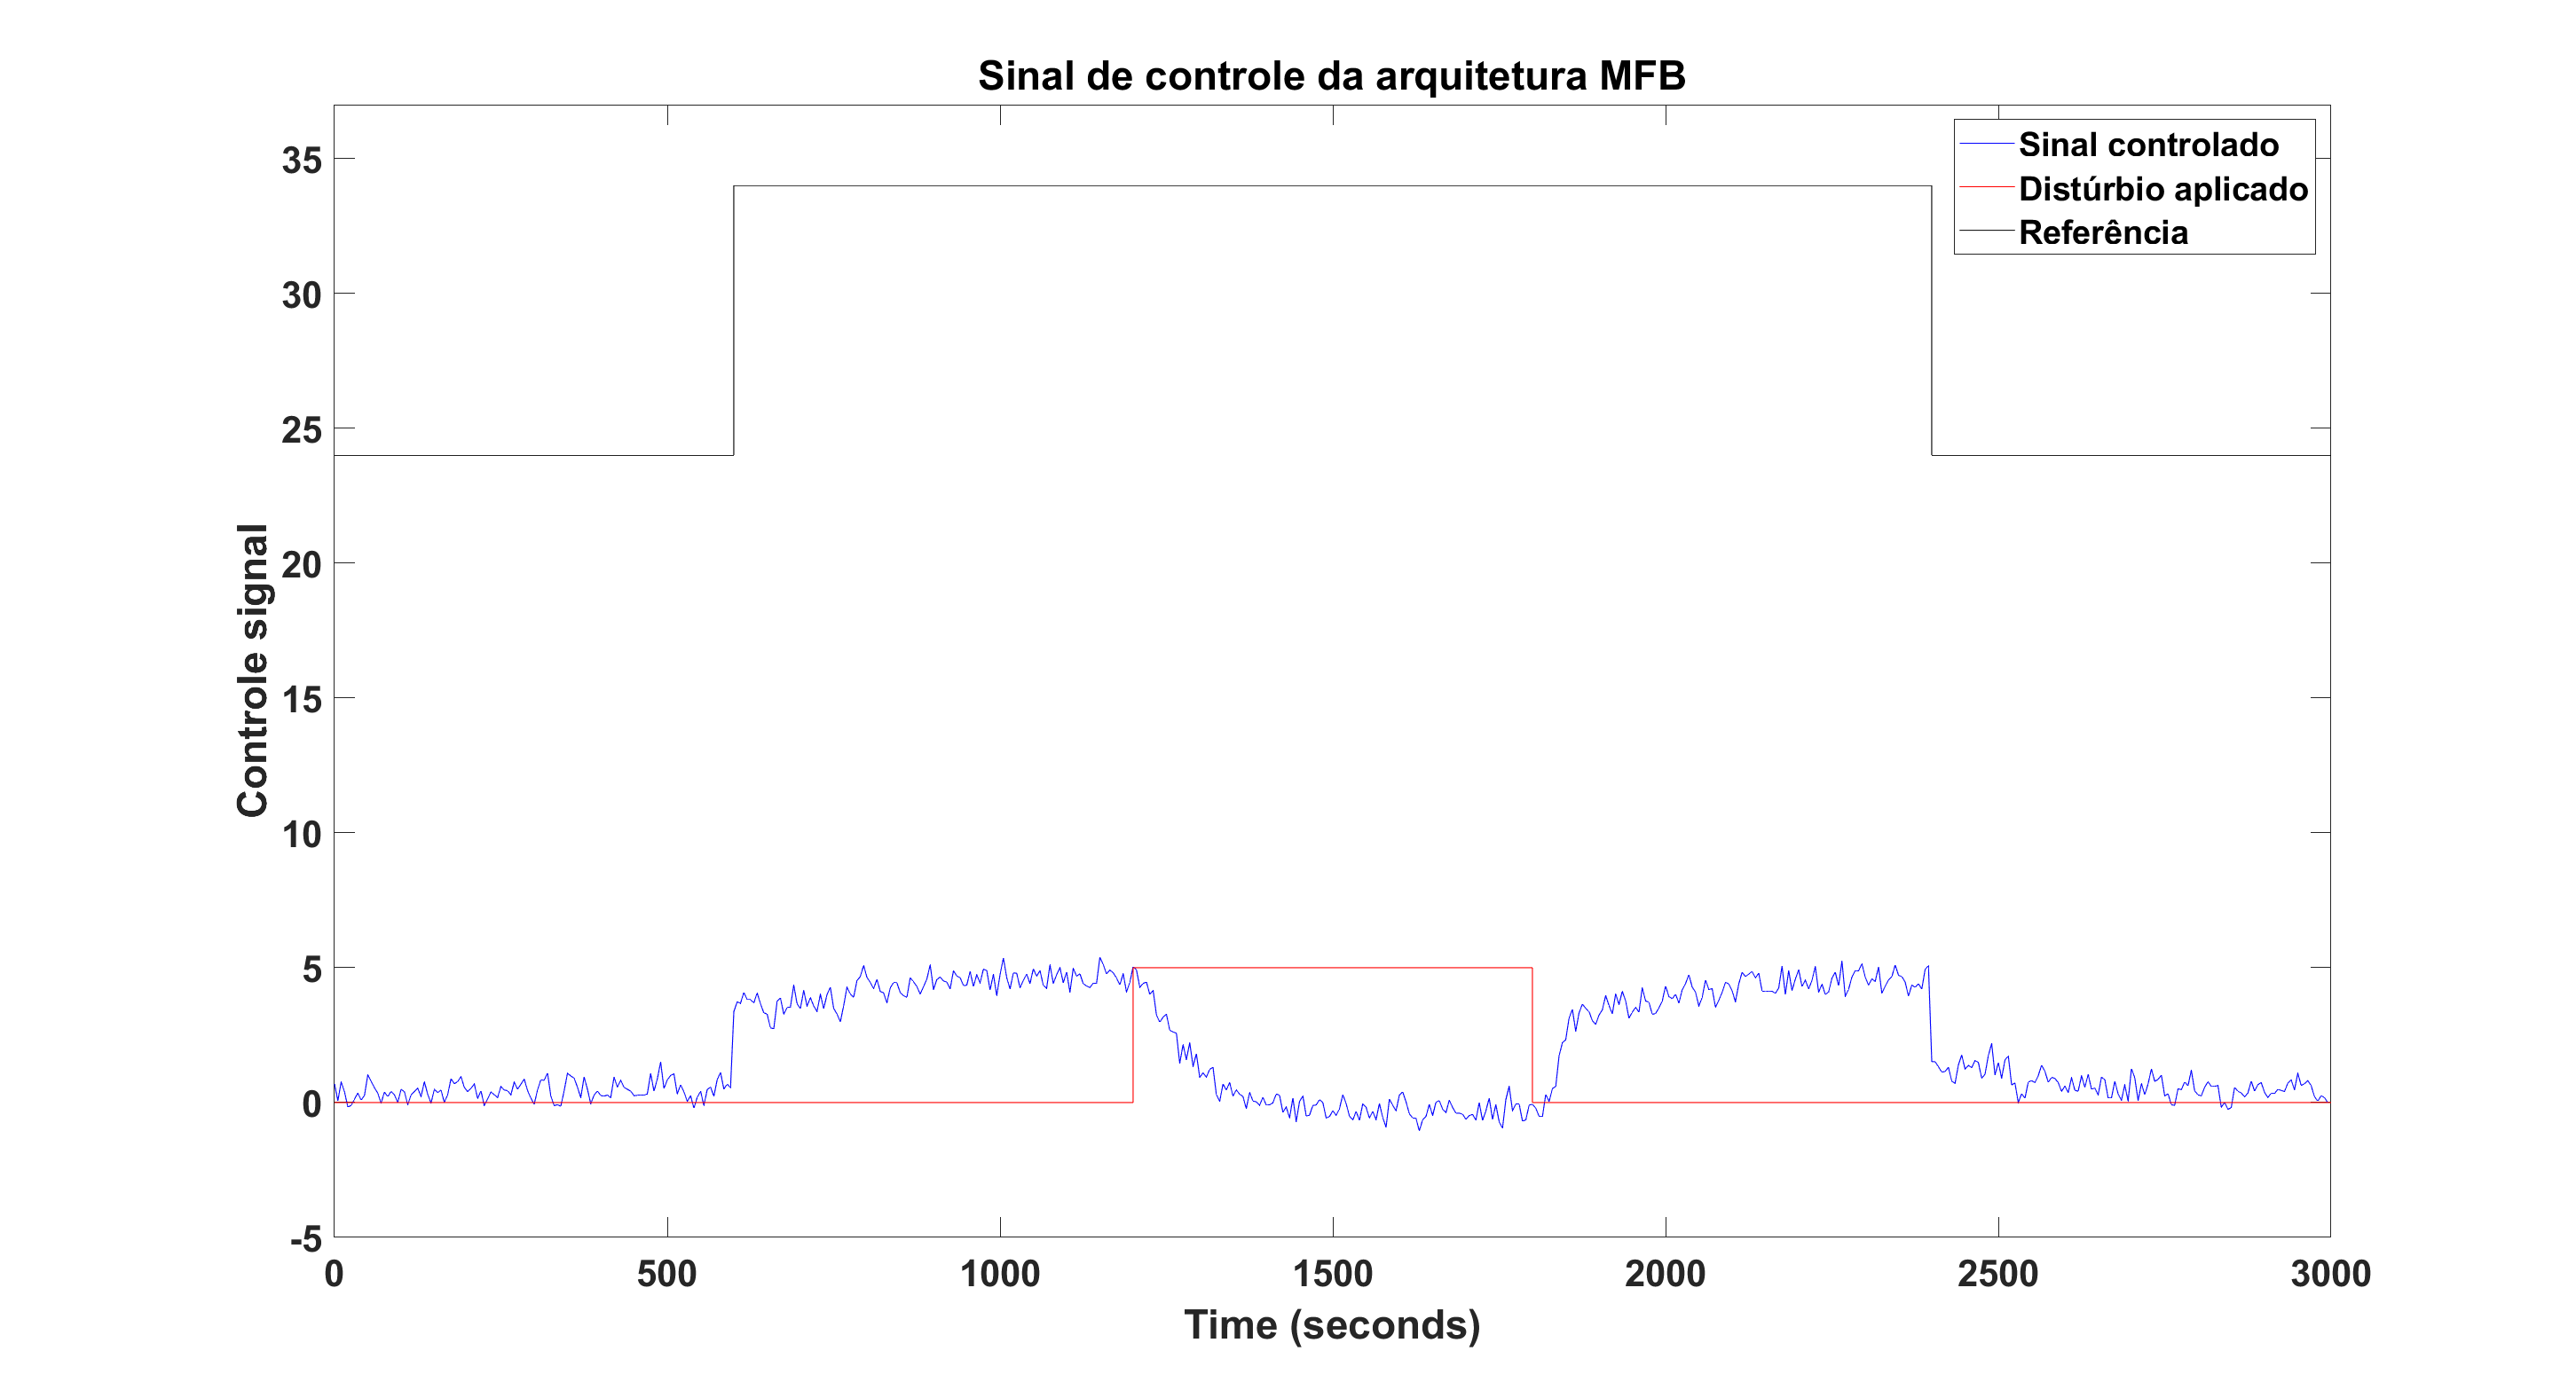 Sinal de controle da arquitetura MFB
Sinal controlado
Distúrbio aplicado
Referência
35
30
25
20
15
10
5
0
-5
Controle signal
0 500 1000 1500 2000 2500 3000
Time (seconds)